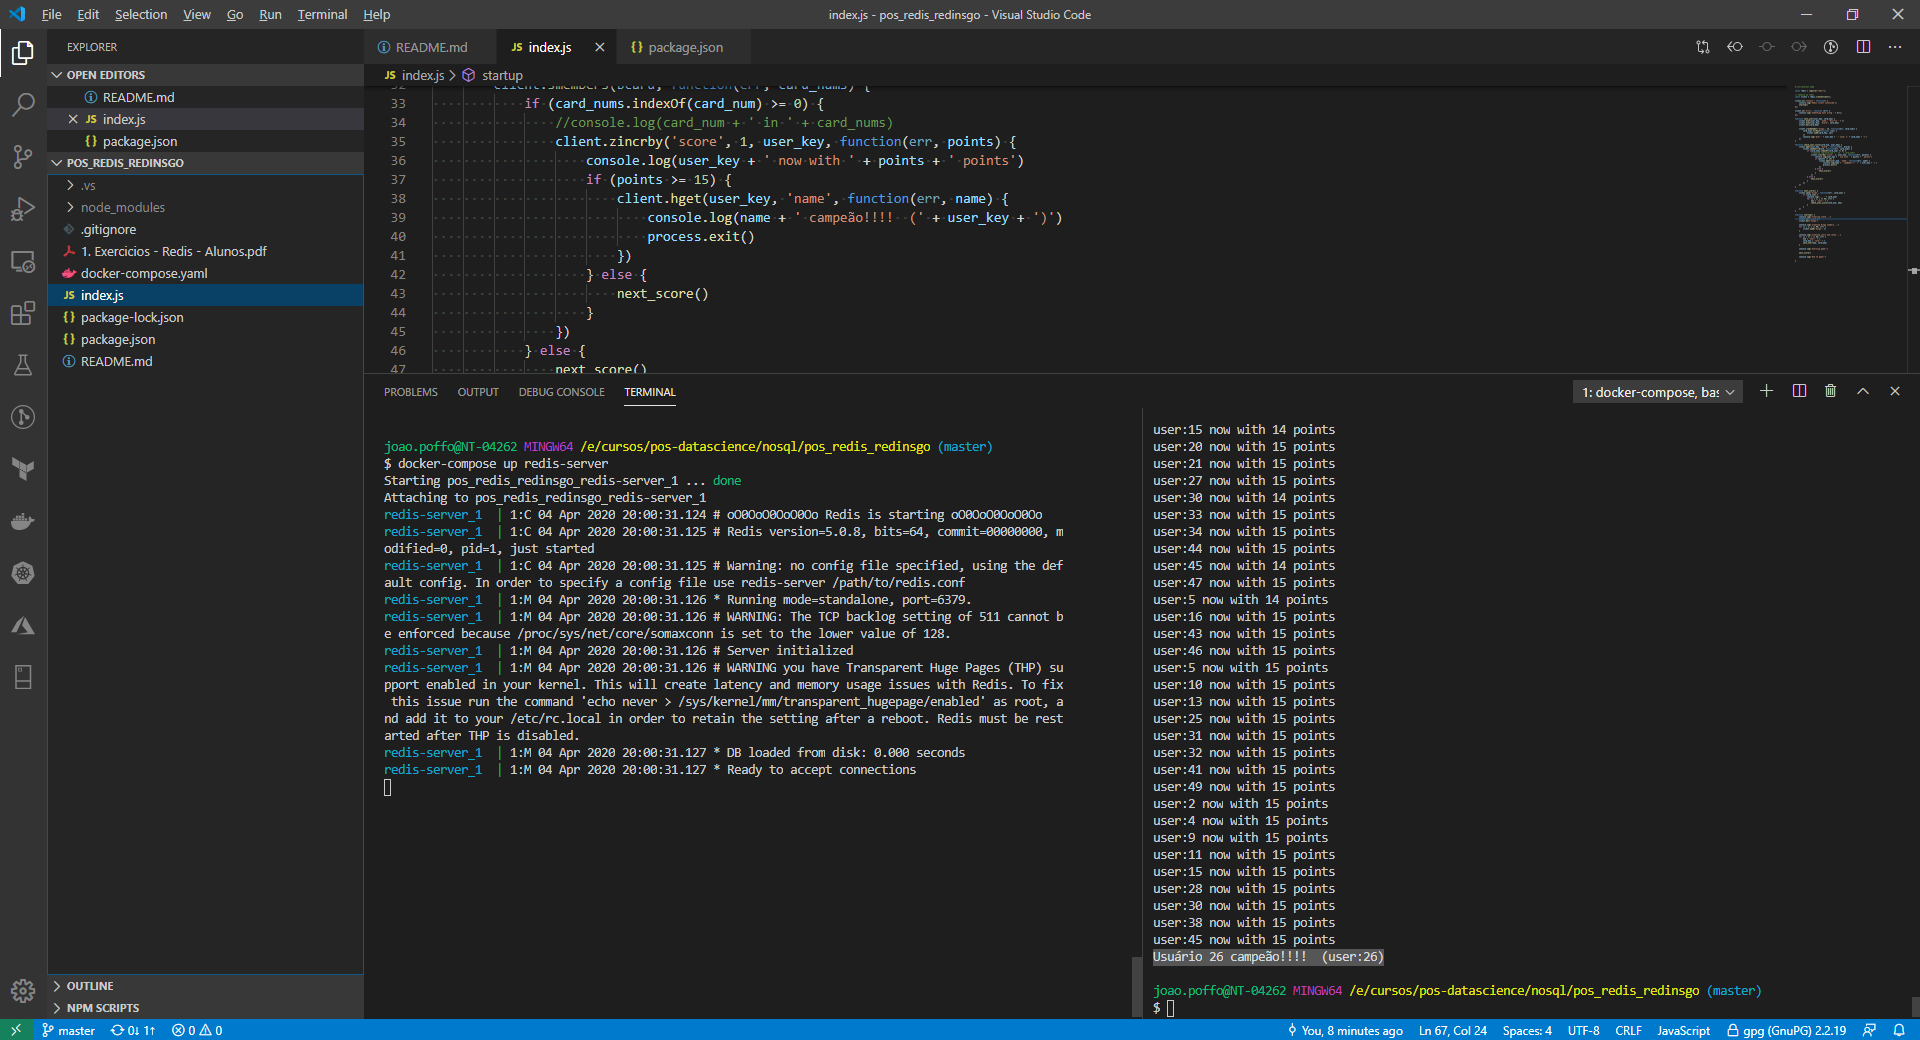 File Edit Selection View Go Run Terminal Help
index.js - pos_redis_redinsgo - Visual Studio Code
EXPLORER
OPEN EDITORS
README.md
index.js
package.json
POS_REDIS_REDINSGO
.vs
node_modules
.gitignore
1. Exercicios - Redis - Alunos.pdf
docker-compose.yaml
JS index.js
{} package-lock.json
{} package.json
README.md
OUTLINE
NPM SCRIPTS
README.md
JS index.js
{} package.json
JS index.js > startup
32 client.smembers(bcard, function(err, card_nums) {
33 if (card_nums.indexOf(card_num) >= 0) {
34 //console.log(card_num + ' in ' + card_nums)
35 client.zincrby('score', 1, user_key, function(err, points) {
36 console.log(user_key + ' now with ' + points + ' points')
37 if (points >= 15) {
38 client.hget(user_key, 'name', function(err, name) {
39 console.log(name + ' campeão!!!!  (' + user_key + ')')
40 process.exit()
41 })
42 } else {
43 next_score()
44 }
45 })
46 } else {
47 next_score()
PROBLEMS OUTPUT DEBUG CONSOLE TERMINAL
1: docker-compose, bas
joao.poffo@NT-04262 MINGW64 /e/cursos/pos-datascience/nosql/pos_redis_redinsgo (master)
$ docker-compose up redis-server
Starting pos_redis_redinsgo_redis-server_1 ... done
Attaching to pos_redis_redinsgo_redis-server_1
redis-server_1  | 1:C 04 Apr 2020 20:00:31.124 # oO0OoO0OoO0Oo Redis is starting oO0OoO0OoO0Oo
redis-server_1  | 1:C 04 Apr 2020 20:00:31.125 # Redis version=5.0.8, bits=64, commit=00000000, m
odified=0, pid=1, just started
redis-server_1  | 1:C 04 Apr 2020 20:00:31.125 # Warning: no config file specified, using the def
ault config. In order to specify a config file use redis-server /path/to/redis.conf
redis-server_1  | 1:M 04 Apr 2020 20:00:31.126 * Running mode=standalone, port=6379.
redis-server_1  | 1:M 04 Apr 2020 20:00:31.126 # WARNING: The TCP backlog setting of 511 cannot b
e enforced because /proc/sys/net/core/somaxconn is set to the lower value of 128.
redis-server_1  | 1:M 04 Apr 2020 20:00:31.126 # Server initialized
redis-server_1  | 1:M 04 Apr 2020 20:00:31.126 # WARNING you have Transparent Huge Pages (THP) su
pport enabled in your kernel. This will create latency and memory usage issues with Redis. To fix
this issue run the command 'echo never > /sys/kernel/mm/transparent_hugepage/enabled' as root, a
nd add it to your /etc/rc.local in order to retain the setting after a reboot. Redis must be rest
arted after THP is disabled.
redis-server_1  | 1:M 04 Apr 2020 20:00:31.127 * DB loaded from disk: 0.000 seconds
redis-server_1  | 1:M 04 Apr 2020 20:00:31.127 * Ready to accept connections
user:15 now with 14 points
user:20 now with 15 points
user:21 now with 15 points
user:27 now with 15 points
user:30 now with 14 points
user:33 now with 15 points
user:34 now with 15 points
user:44 now with 15 points
user:45 now with 14 points
user:47 now with 15 points
user:5 now with 14 points
user:16 now with 15 points
user:43 now with 15 points
user:46 now with 15 points
user:5 now with 15 points
user:10 now with 15 points
user:13 now with 15 points
user:25 now with 15 points
user:31 now with 15 points
user:32 now with 15 points
user:41 now with 15 points
user:49 now with 15 points
user:2 now with 15 points
user:4 now with 15 points
user:9 now with 15 points
user:11 now with 15 points
user:15 now with 15 points
user:28 now with 15 points
user:30 now with 15 points
user:38 now with 15 points
user:45 now with 15 points
Usuário 26 campeão!!!!  (user:26)
joao.poffo@NT-04262 MINGW64 /e/cursos/pos-datascience/nosql/pos_redis_redinsgo (master)
$
master 0↓ 1↑ 0 0
You, 8 minutes ago Ln 67, Col 24 Spaces: 4 UTF-8 CRLF JavaScript gpg (GnuPG) 2.2.19